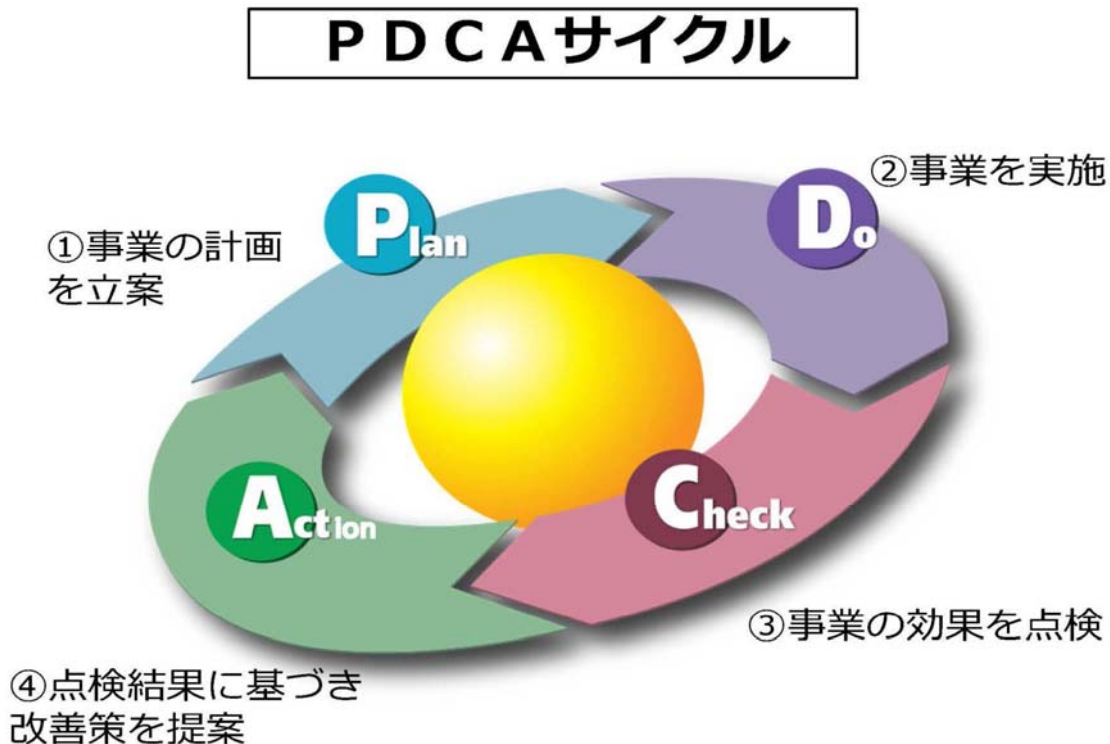 ＰＤＣＡサイクル
Plan
①事業の計画
を立案
Do
②事業を実施
Check
③事業の効果を点検
Action
④点検結果に基づき
改善策を提案